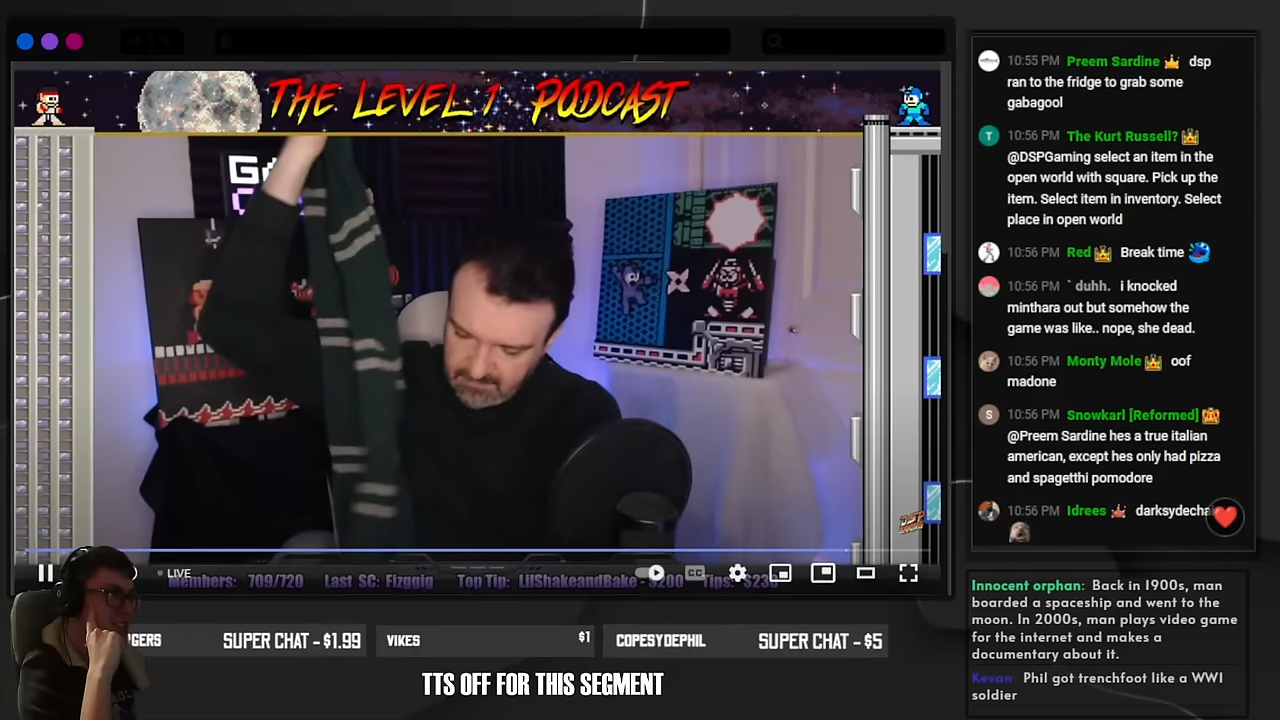 THE LEVEL 1 PODCAST
LIVE
CC
Members: 709/720 Last SC: Fizggig Top Tip: LilShakeandBake - $200 Tips: $230
DSP
GERS SUPER CHAT - $1.99 VIKES $1 COPESYDEPHIL SUPER CHAT - $5
TTS OFF FOR THIS SEGMENT
10:55 PM Preem Sardine dsp
ran to the fridge to grab some
gabagool
T 10:56 PM The Kurt Russell?
@DSPGaming select an item in the
open world with square. Pick up the
item. Select item in inventory. Select
place in open world
10:56 PM Red Break time
10:56 PM ` duhh. i knocked
minthara out but somehow the
game was like.. nope, she dead.
10:56 PM Monty Mole oof
madone
S 10:56 PM Snowkarl [Reformed]
@Preem Sardine hes a true italian
american, except hes only had pizza
and spagetthi pomodore
10:56 PM Idrees darksydecha
Innocent orphan: Back in 1900s, man
boarded a spaceship and went to the
moon. In 2000s, man plays video game
for the internet and makes a
documentary about it.
Kevan: Phil got trenchfoot like a WWI
soldier